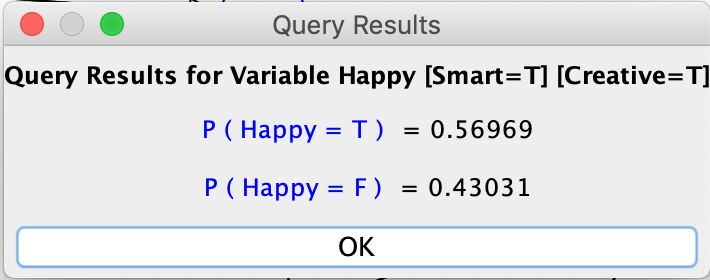 Query Results
Query Results for Variable Happy [Smart=T] [Creative=T]
P ( Happy = T ) = 0.56969
P ( Happy = F ) = 0.43031
OK